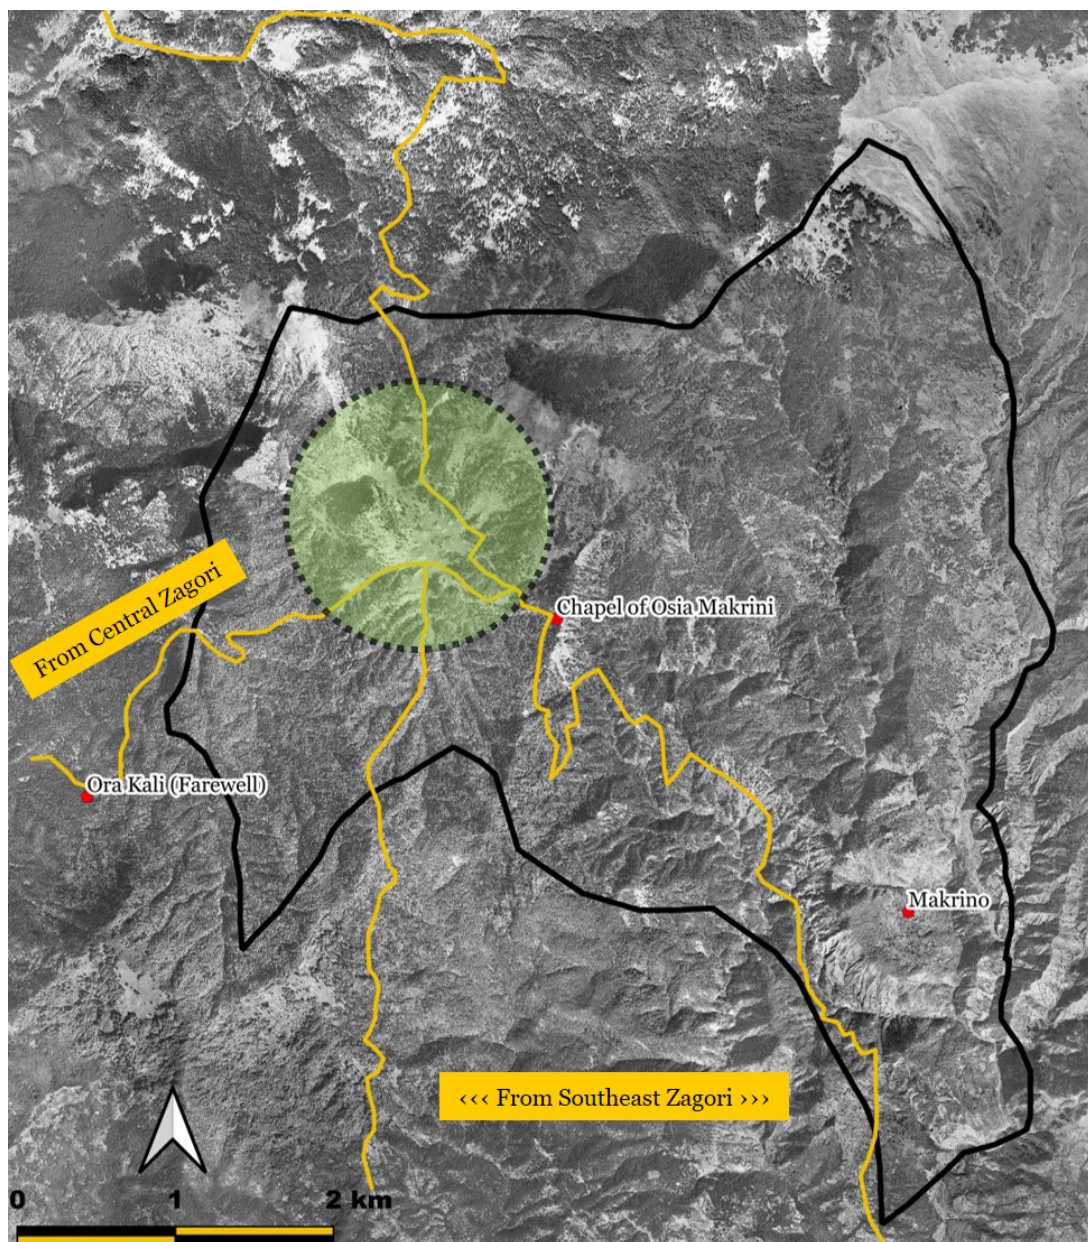 From Central Zagori
Chapel of Osia Makrini
Ora Kali (Farewell)
Makrino
‹‹‹ From Southeast Zagori ›››
0 1 2 km